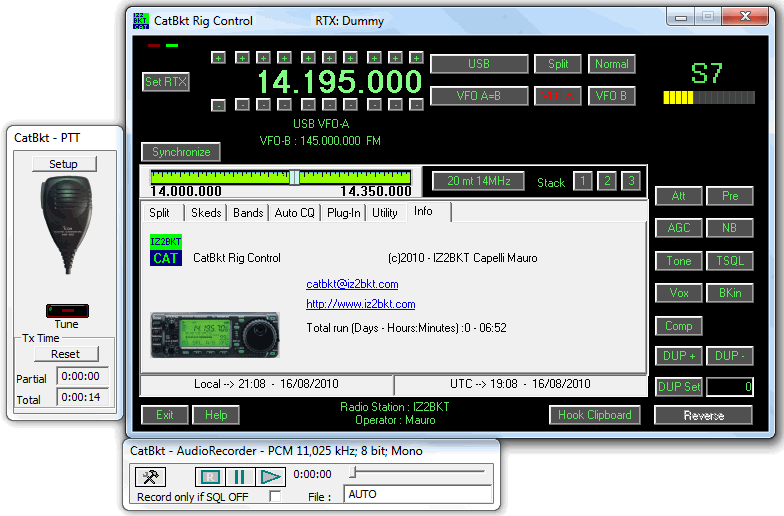 IZ2
BKT
CAT
CatBkt Rig Control
RTX: Dummy
Set RTX
14.195.000
USB
Split
Normal
S7
VFO A=B
VFO B
USB VFO-A
VFO-B : 145.000.000 FM
Synchronize
14.000.000
14.350.000
20 mt 14MHz
Stack
1
2
3
Split
Skeds
Bands
Auto CQ
Plug-In
Utility
Info
IZ2BKT
CAT
CatBkt Rig Control
(c)2010 - IZ2BKT Capelli Mauro
catbkt@iz2bkt.com
http://www.iz2bkt.com
Total run (Days - Hours:Minutes) :0 - 06:52
14.195.70
Local --> 21:08 - 16/08/2010
UTC --> 19:08 - 16/08/2010
Exit
Help
Radio Station : IZ2BKT
Operator : Mauro
Hook Clipboard
Att
Pre
AGC
NB
Tone
TSQL
Vox
BKin
Comp
DUP +
DUP -
DUP Set
0
Reverse
CatBkt - PTT
Setup
Tune
Tx Time
Reset
Partial
0:00:00
Total
0:00:14
CatBkt - AudioRecorder - PCM 11,025 kHz; 8 bit; Mono
R
0:00:00
Record only if SQL OFF
File :
AUTO